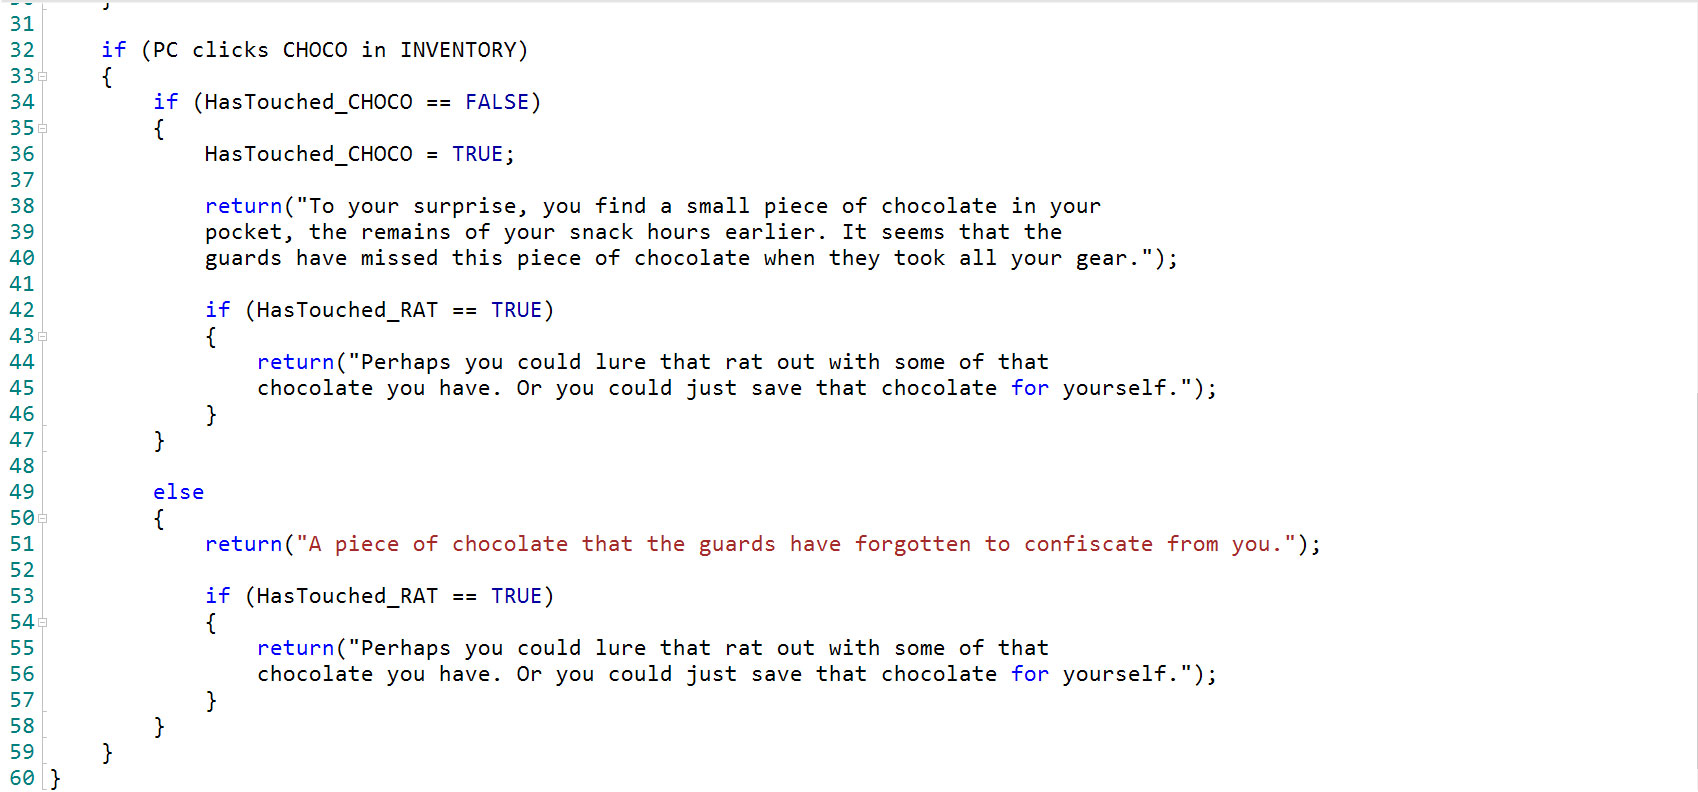 31
32 if (PC clicks CHOCO in INVENTORY)
33 {
34 if (HasTouched_CHOCO == FALSE)
35 {
36 HasTouched_CHOCO = TRUE;
37
38 return("To your surprise, you find a small piece of chocolate in your
39 pocket, the remains of your snack hours earlier. It seems that the
40 guards have missed this piece of chocolate when they took all your gear.");
41
42 if (HasTouched_RAT == TRUE)
43 {
44 return("Perhaps you could lure that rat out with some of that
45 chocolate you have. Or you could just save that chocolate for yourself.");
46 }
47 }
48
49 else
50 {
51 return("A piece of chocolate that the guards have forgotten to confiscate from you.");
52
53 if (HasTouched_RAT == TRUE)
54 {
55 return("Perhaps you could lure that rat out with some of that
56 chocolate you have. Or you could just save that chocolate for yourself.");
57 }
58 }
59 }
60 }